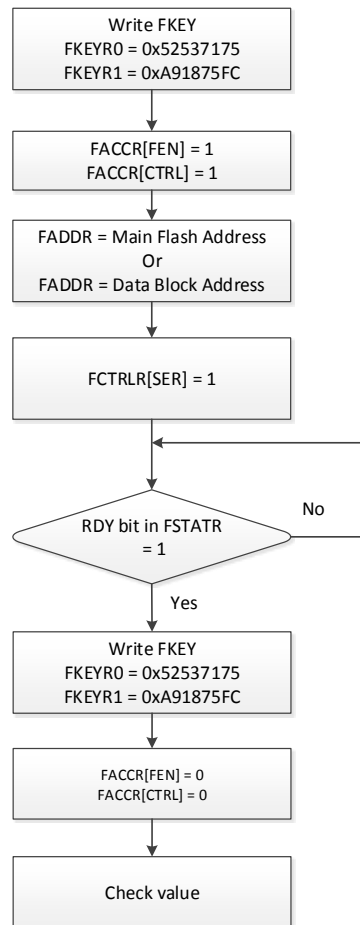 Write FKEY
FKEYR0 = 0x52537175
FKEYR1 = 0xA91875FC
FACCR[FEN] = 1
FACCR[CTRL] = 1
FADDR = Main Flash Address
Or
FADDR = Data Block Address
FCTRLR[SER] = 1
RDY bit in FSTATR
= 1
No
Yes
Write FKEY
FKEYR0 = 0x52537175
FKEYR1 = 0xA91875FC
FACCR[FEN] = 0
FACCR[CTRL] = 0
Check value